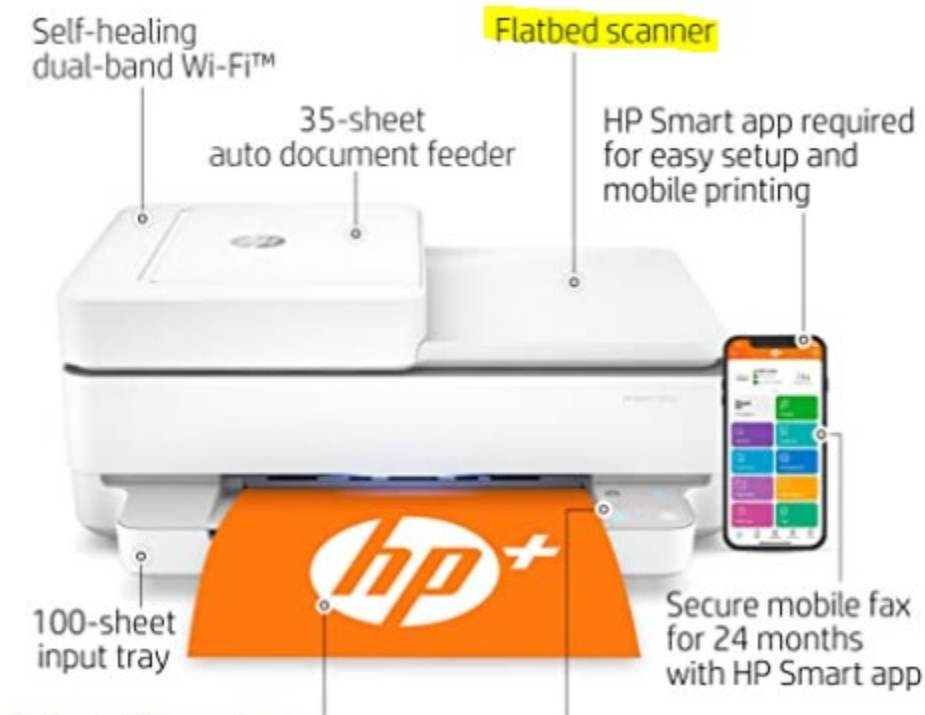 Self-healing
dual-band Wi-Fi™
Flatbed scanner
35-sheet
auto document feeder
HP Smart app required
for easy setup and
mobile printing
hp
hp+
100-sheet
input tray
Secure mobile fax
for 24 months
with HP Smart app